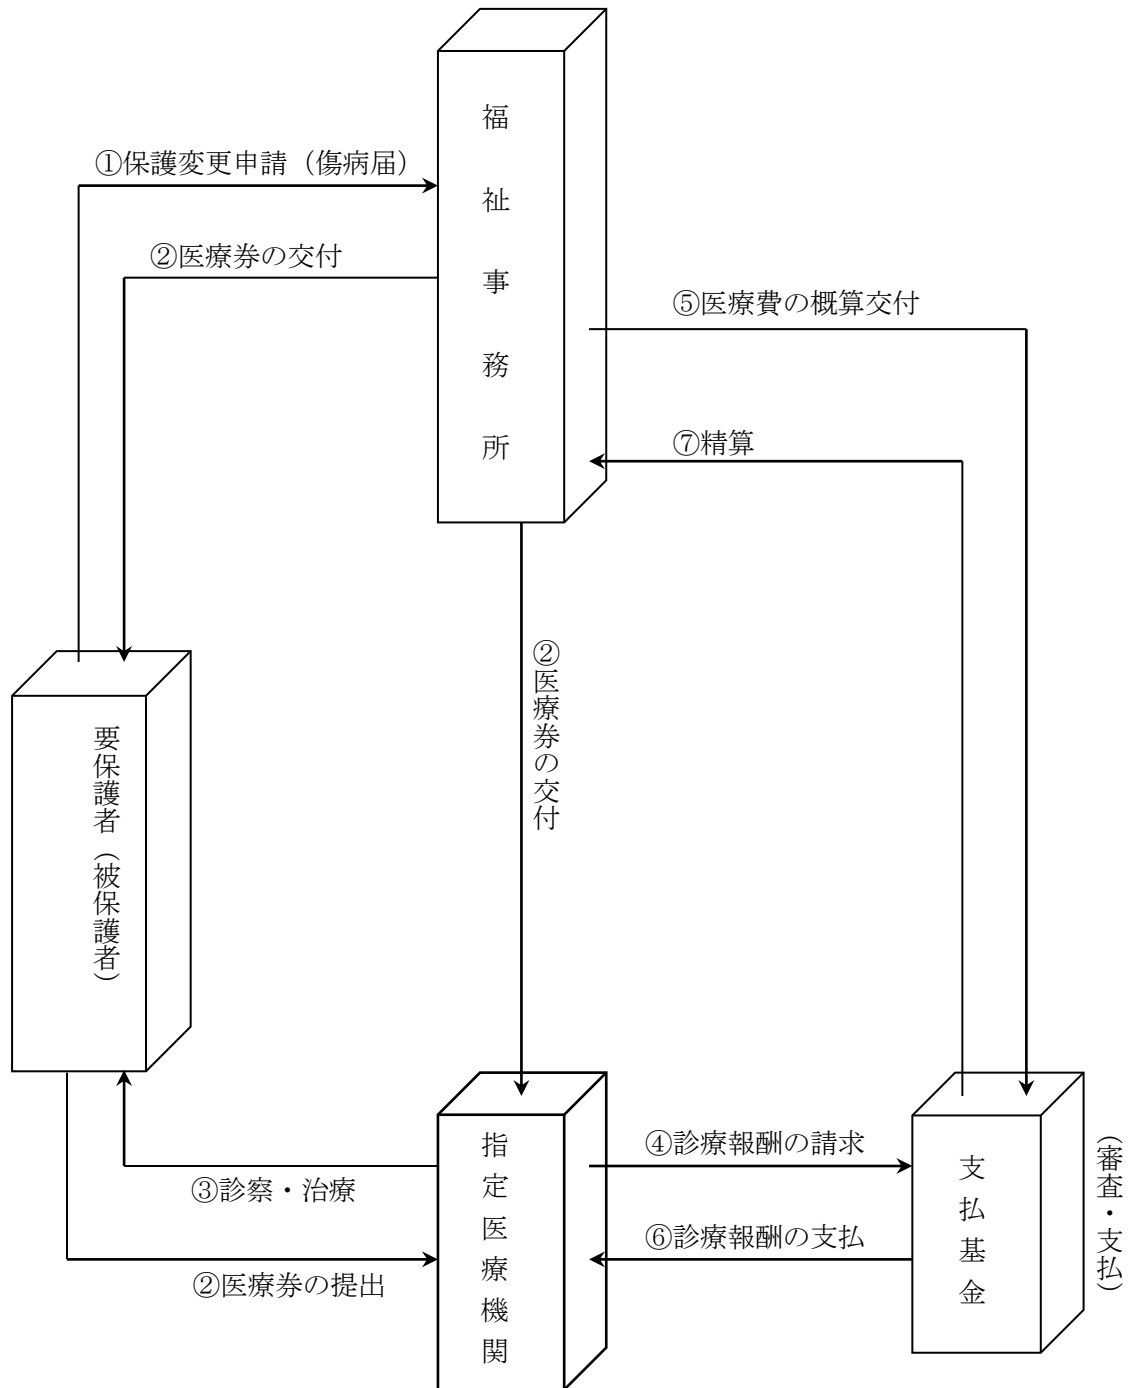 福祉事務所
①保護変更申請（傷病届）
②医療券の交付
⑤医療費の概算交付
⑦精算
②医療券の交付
要保護者（被保護者）
指定医療機関
④診療報酬の請求
③診察・治療
⑥診療報酬の支払
②医療券の提出
支払基金
（審査・支払）